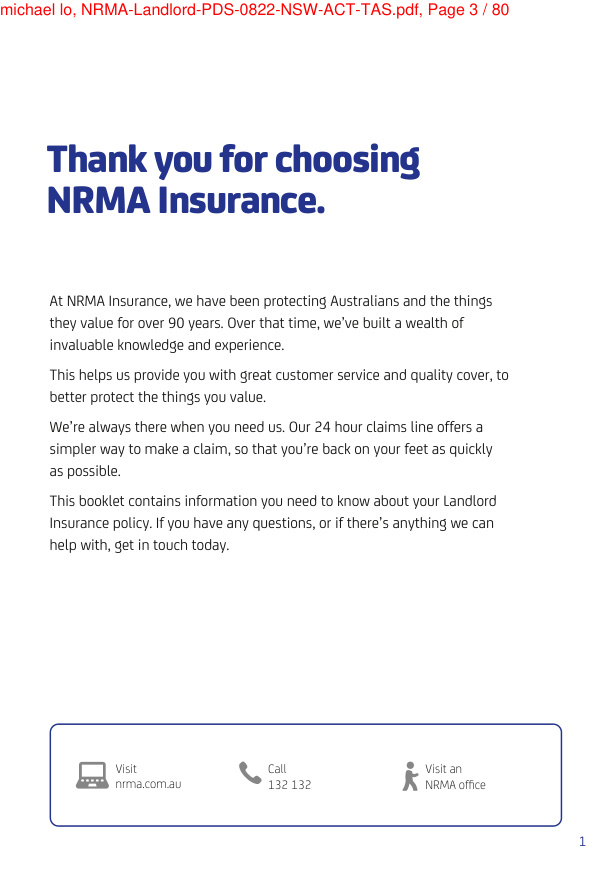 michael lo, NRMA-Landlord-PDS-0822-NSW-ACT-TAS.pdf, Page 3 / 80
Thank you for choosing
NRMA Insurance.
At NRMA Insurance, we have been protecting Australians and the things
they value for over 90 years. Over that time, we’ve built a wealth of
invaluable knowledge and experience.
This helps us provide you with great customer service and quality cover, to
better protect the things you value.
We’re always there when you need us. Our 24 hour claims line offers a
simpler way to make a claim, so that you’re back on your feet as quickly
as possible.
This booklet contains information you need to know about your Landlord
Insurance policy. If you have any questions, or if there’s anything we can
help with, get in touch today.
Visit
nrma.com.au
Call
132 132
Visit an
NRMA office
1